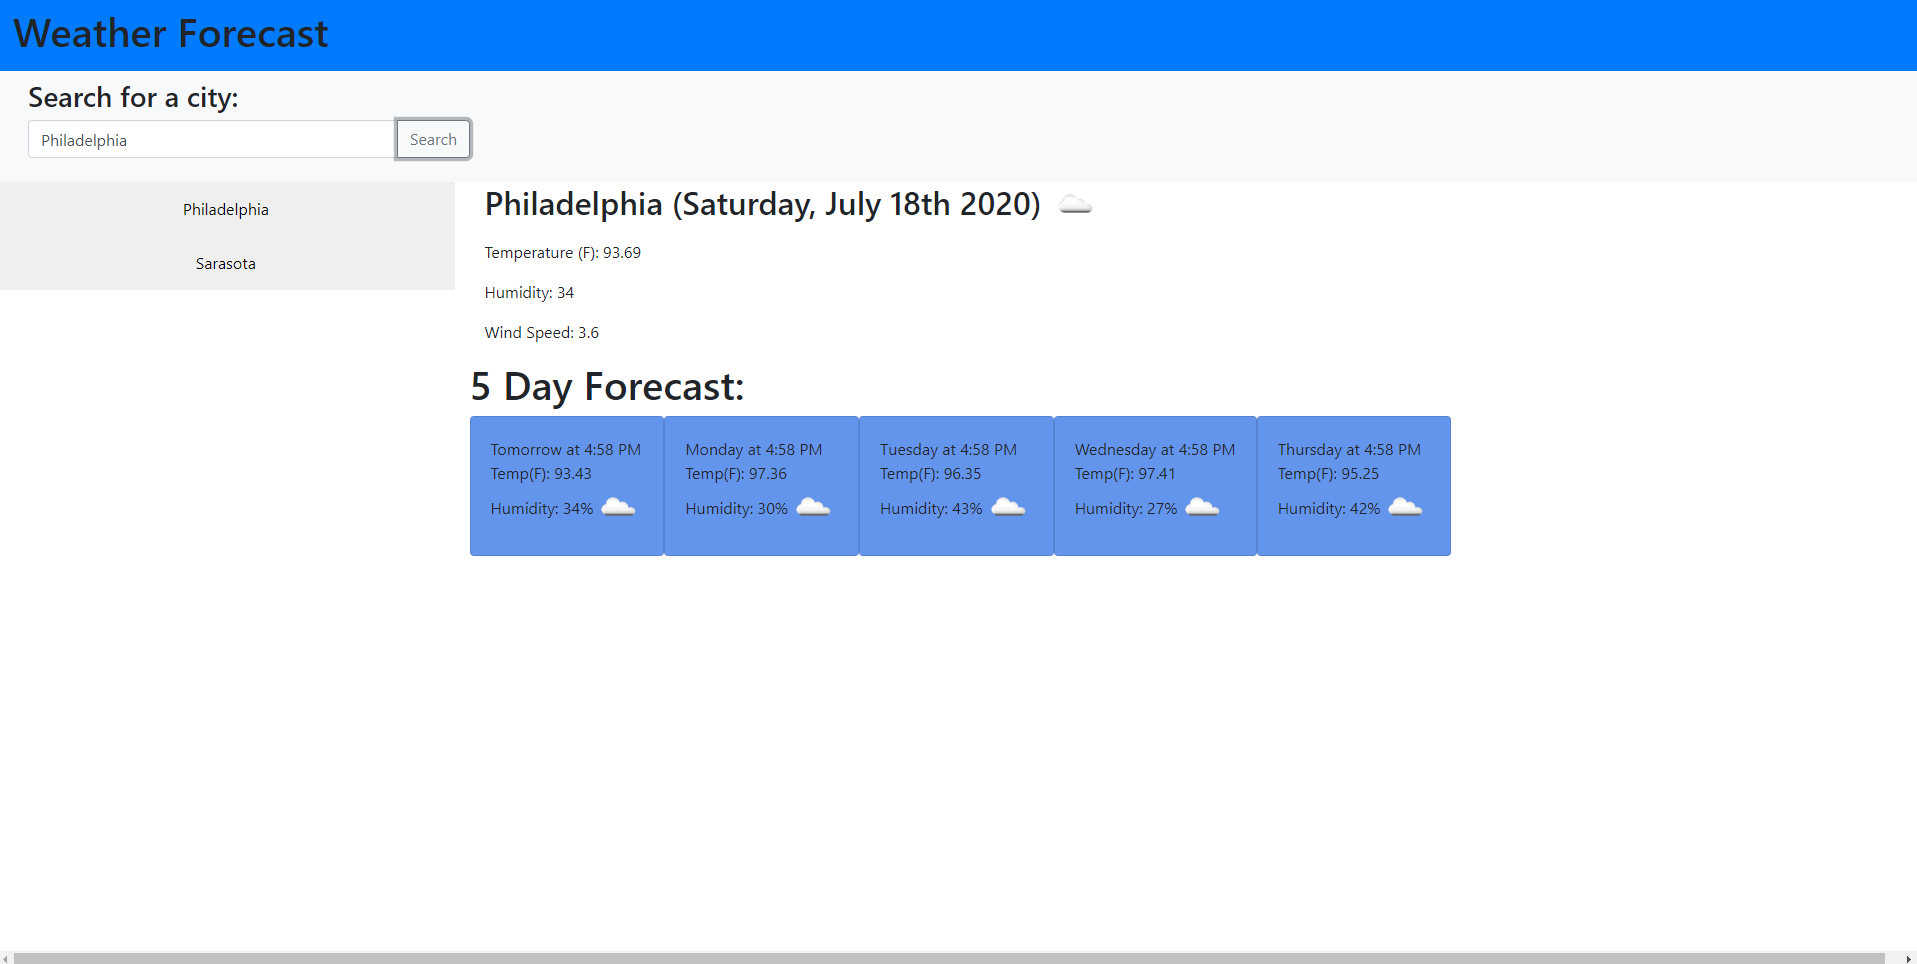 Weather Forecast
Search for a city:
Philadelphia
Search
Philadelphia
Sarasota
Philadelphia (Saturday, July 18th 2020)
Temperature (F): 93.69
Humidity: 34
Wind Speed: 3.6
5 Day Forecast:
Tomorrow at 4:58 PM
Temp(F): 93.43
Humidity: 34%
Monday at 4:58 PM
Temp(F): 97.36
Humidity: 30%
Tuesday at 4:58 PM
Temp(F): 96.35
Humidity: 43%
Wednesday at 4:58 PM
Temp(F): 97.41
Humidity: 27%
Thursday at 4:58 PM
Temp(F): 95.25
Humidity: 42%